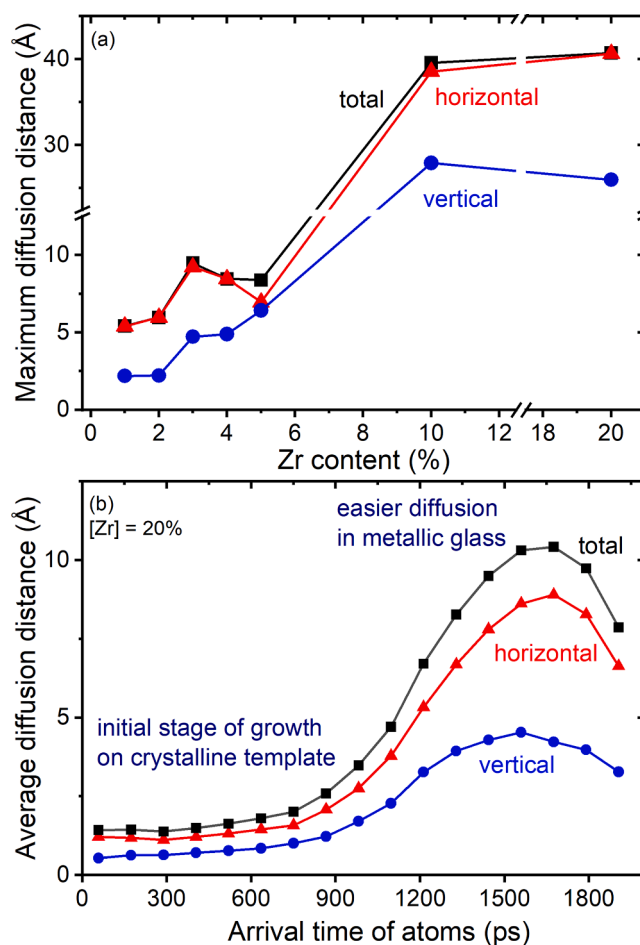 (a)
Maximum diffusion distance (Å)
40
30
10
5
0
total
horizontal
vertical
0 2 4 6 8 10 12 18 20
Zr content (%)
(b)
[Zr] = 20%
easier diffusion
in metallic glass
total
Average diffusion distance (Å)
10
5
0
horizontal
initial stage of growth
on crystalline template
vertical
0 300 600 900 1200 1500 1800
Arrival time of atoms (ps)